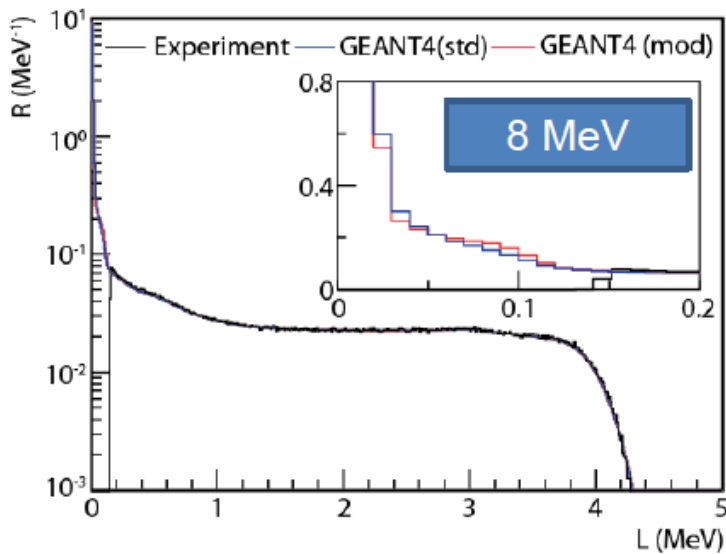 R (MeV⁻¹)
10¹
10⁰
10⁻¹
10⁻²
10⁻³
Experiment GEANT4(std) GEANT4 (mod)
8 MeV
0.8
0.4
0
0 0.1 0.2
0 1 2 3 4 5
L (MeV)